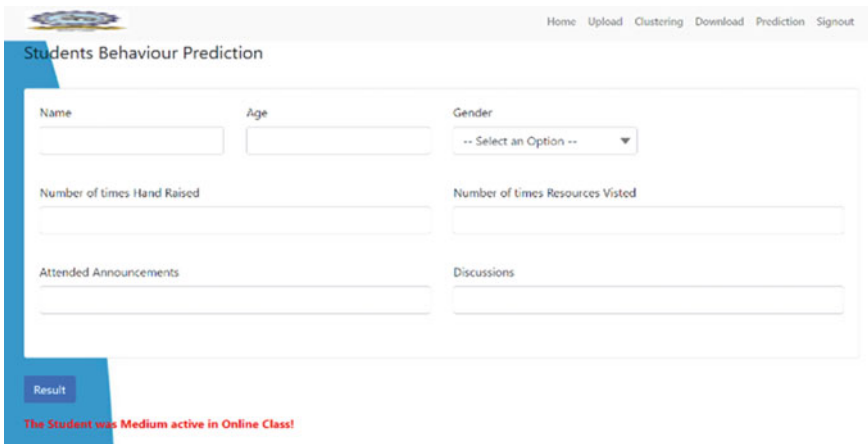 Home Upload Clustering Download Prediction Signout
Students Behaviour Prediction
Name Age Gender
-- Select an Option --
Number of times Hand Raised Number of times Resources Visted
Attended Announcements Discussions
Result
The Student was Medium active in Online Class!